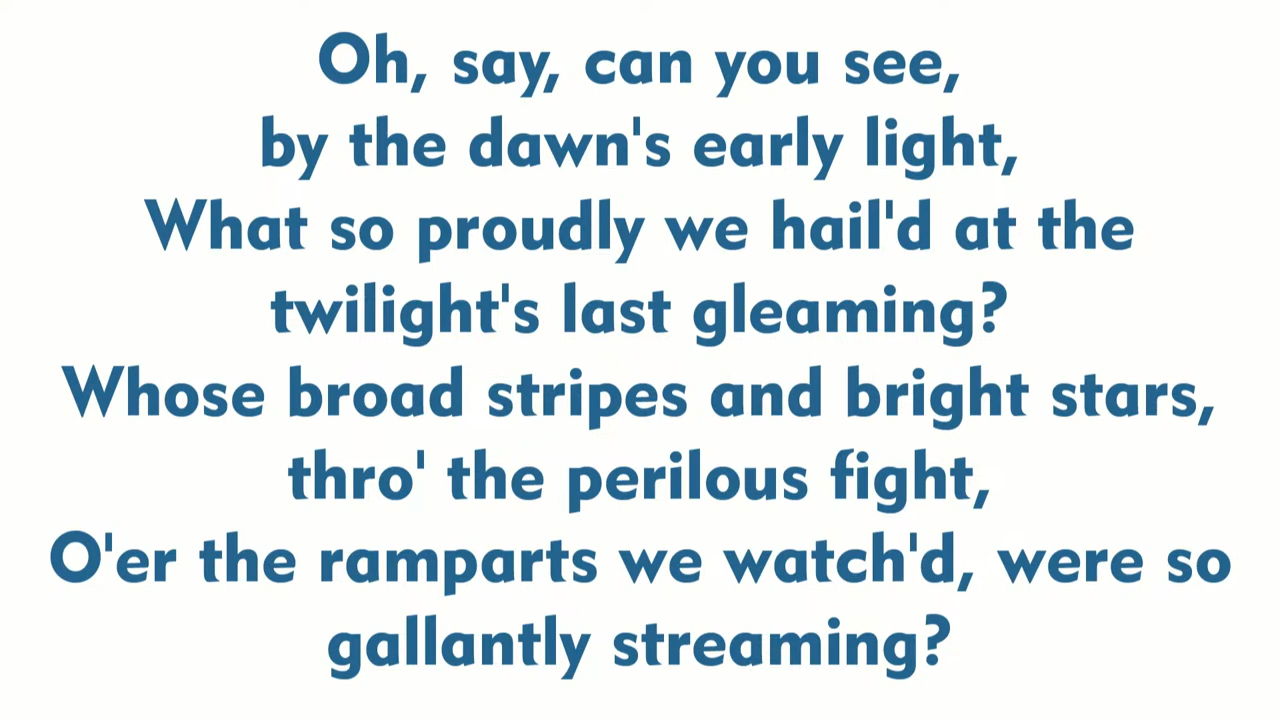 Oh, say, can you see,
by the dawn's early light,
What so proudly we hail'd at the
twilight's last gleaming?
Whose broad stripes and bright stars,
thro' the perilous fight,
O'er the ramparts we watch'd, were so
gallantly streaming?